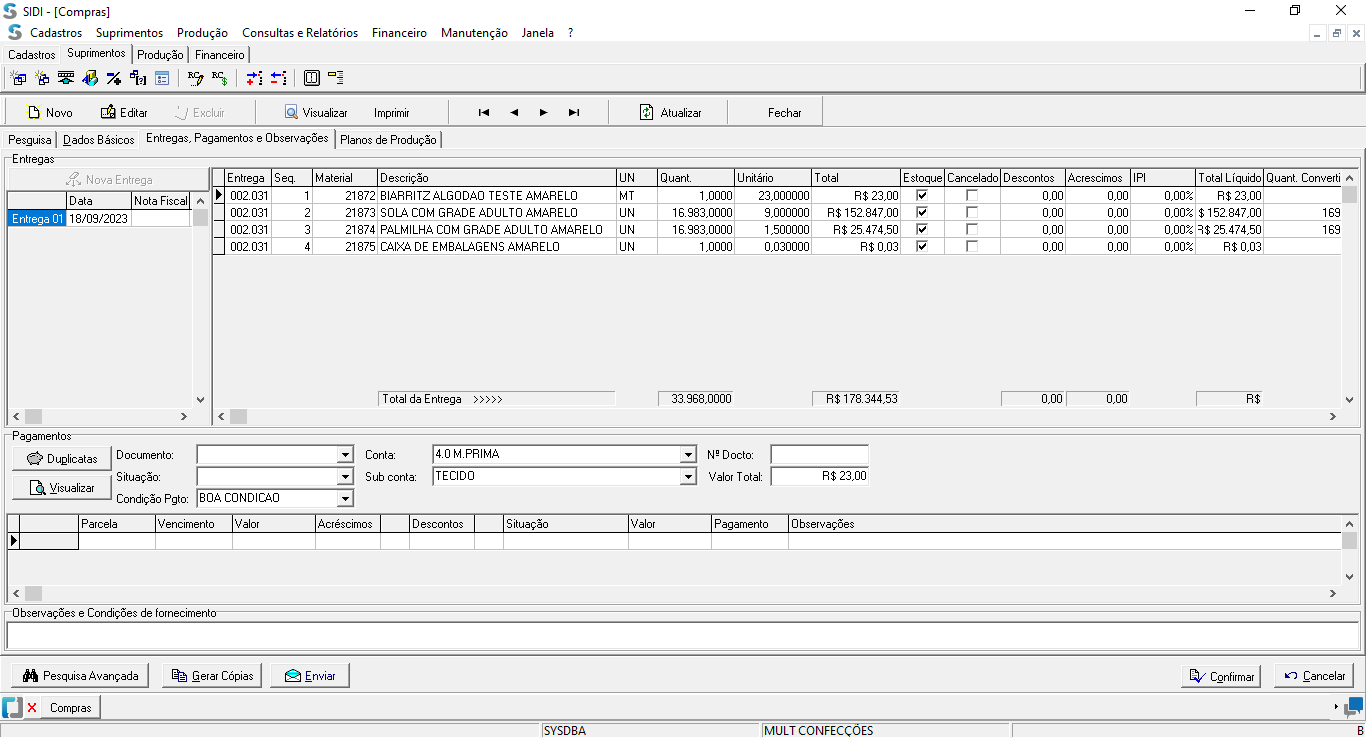 SIDI - [Compras]
Cadastros Suprimentos Produção Consultas e Relatórios Financeiro Manutenção Janela ?
Cadastros Suprimentos Produção Financeiro
Novo Editar Excluir Visualizar Imprimir Atualizar Fechar
Pesquisa Dados Básicos Entregas, Pagamentos e Observações Planos de Produção
Entregas
Nova Entrega
Data Nota Fiscal
Entrega 01 18/09/2023
Entrega Seq. Material Descrição UN Quant. Unitário Total Estoque Cancelado Descontos Acrescimos IPI Total Líquido Quant. Converti
002.031 1 21872 BIARRITZ ALGODAO TESTE AMARELO MT 1,0000 23,000000 R$ 23,00 0,00 0,00 0,00% R$ 23,00
002.031 2 21873 SOLA COM GRADE ADULTO AMARELO UN 16.983,0000 9,000000 R$ 152.847,00 0,00 0,00 0,00% $ 152.847,00 169
002.031 3 21874 PALMILHA COM GRADE ADULTO AMARELO UN 16.983,0000 1,500000 R$ 25.474,50 0,00 0,00 0,00% R$ 25.474,50 169
002.031 4 21875 CAIXA DE EMBALAGENS AMARELO UN 1,0000 0,030000 R$ 0,03 0,00 0,00 0,00% R$ 0,03
Total da Entrega >>>>> 33.968,0000 R$ 178.344,53 0,00 0,00 R$
Pagamentos
Duplicatas Documento: Conta: 4.0 M.PRIMA Nº Docto:
Situação: Sub conta: TECIDO Valor Total: R$ 23,00
Visualizar
Condição Pgto: BOA CONDICAO
Parcela Vencimento Valor Acréscimos Descontos Situação Valor Pagamento Observações
Observações e Condições de fornecimento
Pesquisa Avançada Gerar Cópias Enviar Confirmar Cancelar
Compras
SYSDBA MULT CONFECÇÕES B